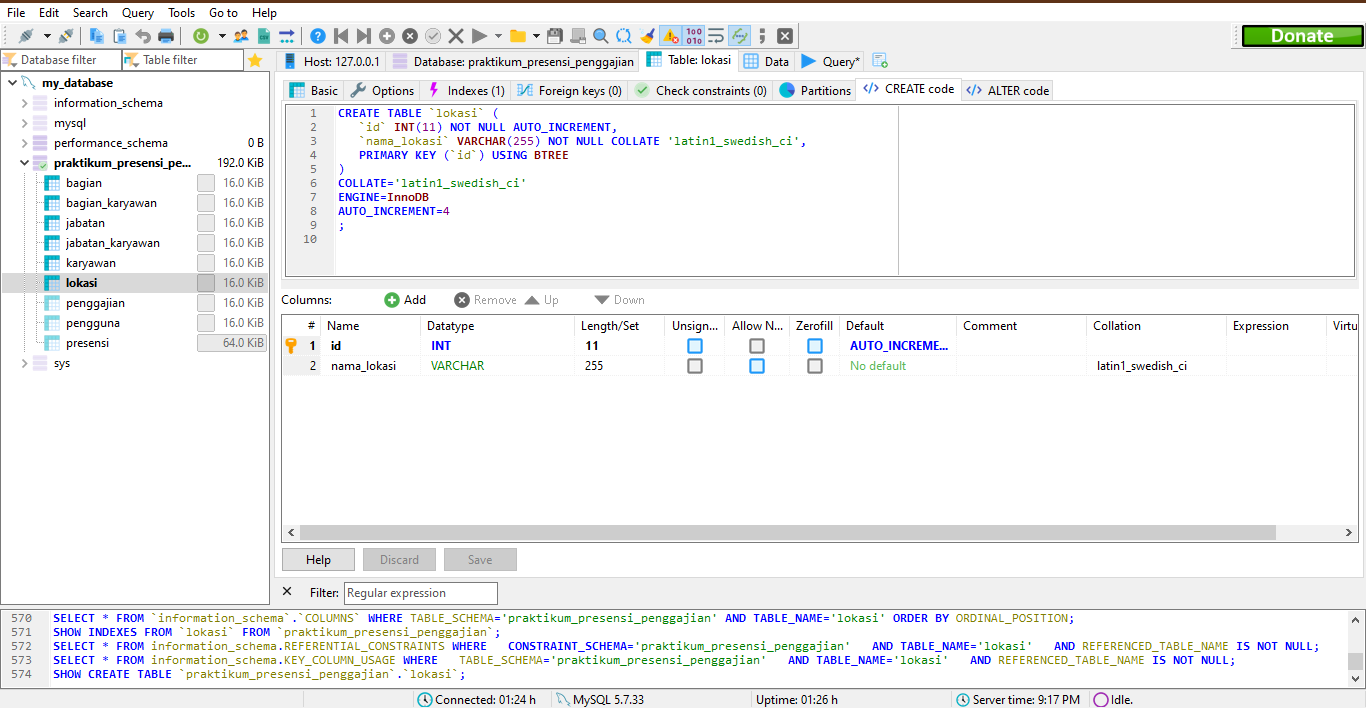 File Edit Search Query Tools Go to Help
Donate
Database filter Table filter
Host: 127.0.0.1 Database: praktikum_presensi_penggajian Table: lokasi Data Query*
my_database
information_schema
mysql
performance_schema 0 B
praktikum_presensi_pe... 192.0 KiB
bagian 16.0 KiB
bagian_karyawan 16.0 KiB
jabatan 16.0 KiB
jabatan_karyawan 16.0 KiB
karyawan 16.0 KiB
lokasi 16.0 KiB
penggajian 16.0 KiB
pengguna 16.0 KiB
presensi 64.0 KiB
sys
Basic Options Indexes (1) Foreign keys (0) Check constraints (0) Partitions CREATE code ALTER code
1 CREATE TABLE `lokasi` (
2 `id` INT(11) NOT NULL AUTO_INCREMENT,
3 `nama_lokasi` VARCHAR(255) NOT NULL COLLATE 'latin1_swedish_ci',
4 PRIMARY KEY (`id`) USING BTREE
5 )
6 COLLATE='latin1_swedish_ci'
7 ENGINE=InnoDB
8 AUTO_INCREMENT=4
9 ;
10
Columns: Add Remove Up Down
# Name Datatype Length/Set Unsign... Allow N... Zerofill Default Comment Collation Expression Virtu
1 id INT 11 AUTO_INCREME...
2 nama_lokasi VARCHAR 255 No default latin1_swedish_ci
Help Discard Save
Filter: Regular expression
570 SELECT * FROM `information_schema`.`COLUMNS` WHERE TABLE_SCHEMA='praktikum_presensi_penggajian' AND TABLE_NAME='lokasi' ORDER BY ORDINAL_POSITION;
571 SHOW INDEXES FROM `lokasi` FROM `praktikum_presensi_penggajian`;
572 SELECT * FROM information_schema.REFERENTIAL_CONSTRAINTS WHERE CONSTRAINT_SCHEMA='praktikum_presensi_penggajian' AND TABLE_NAME='lokasi' AND REFERENCED_TABLE_NAME IS NOT NULL;
573 SELECT * FROM information_schema.KEY_COLUMN_USAGE WHERE TABLE_SCHEMA='praktikum_presensi_penggajian' AND TABLE_NAME='lokasi' AND REFERENCED_TABLE_NAME IS NOT NULL;
574 SHOW CREATE TABLE `praktikum_presensi_penggajian`.`lokasi`;
Connected: 01:24 h MySQL 5.7.33 Uptime: 01:26 h Server time: 9:17 PM Idle.